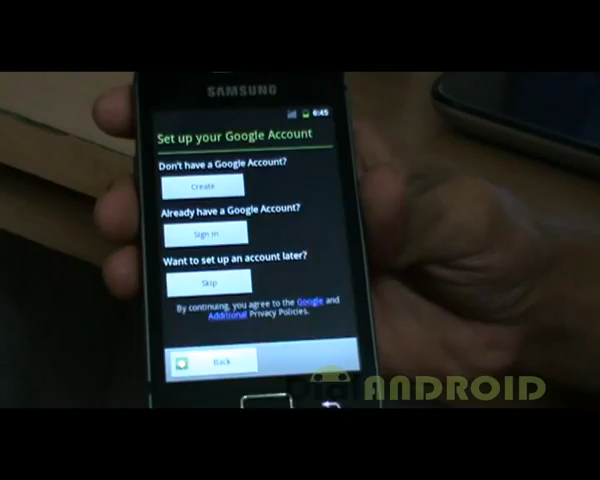 SAMSUNG
6:45
Set up your Google Account
Don't have a Google Account?
Create
Already have a Google Account?
Sign in
Want to set up an account later?
Skip
By continuing, you agree to the Google and
Additional Privacy Policies.
Back
DialANDROID